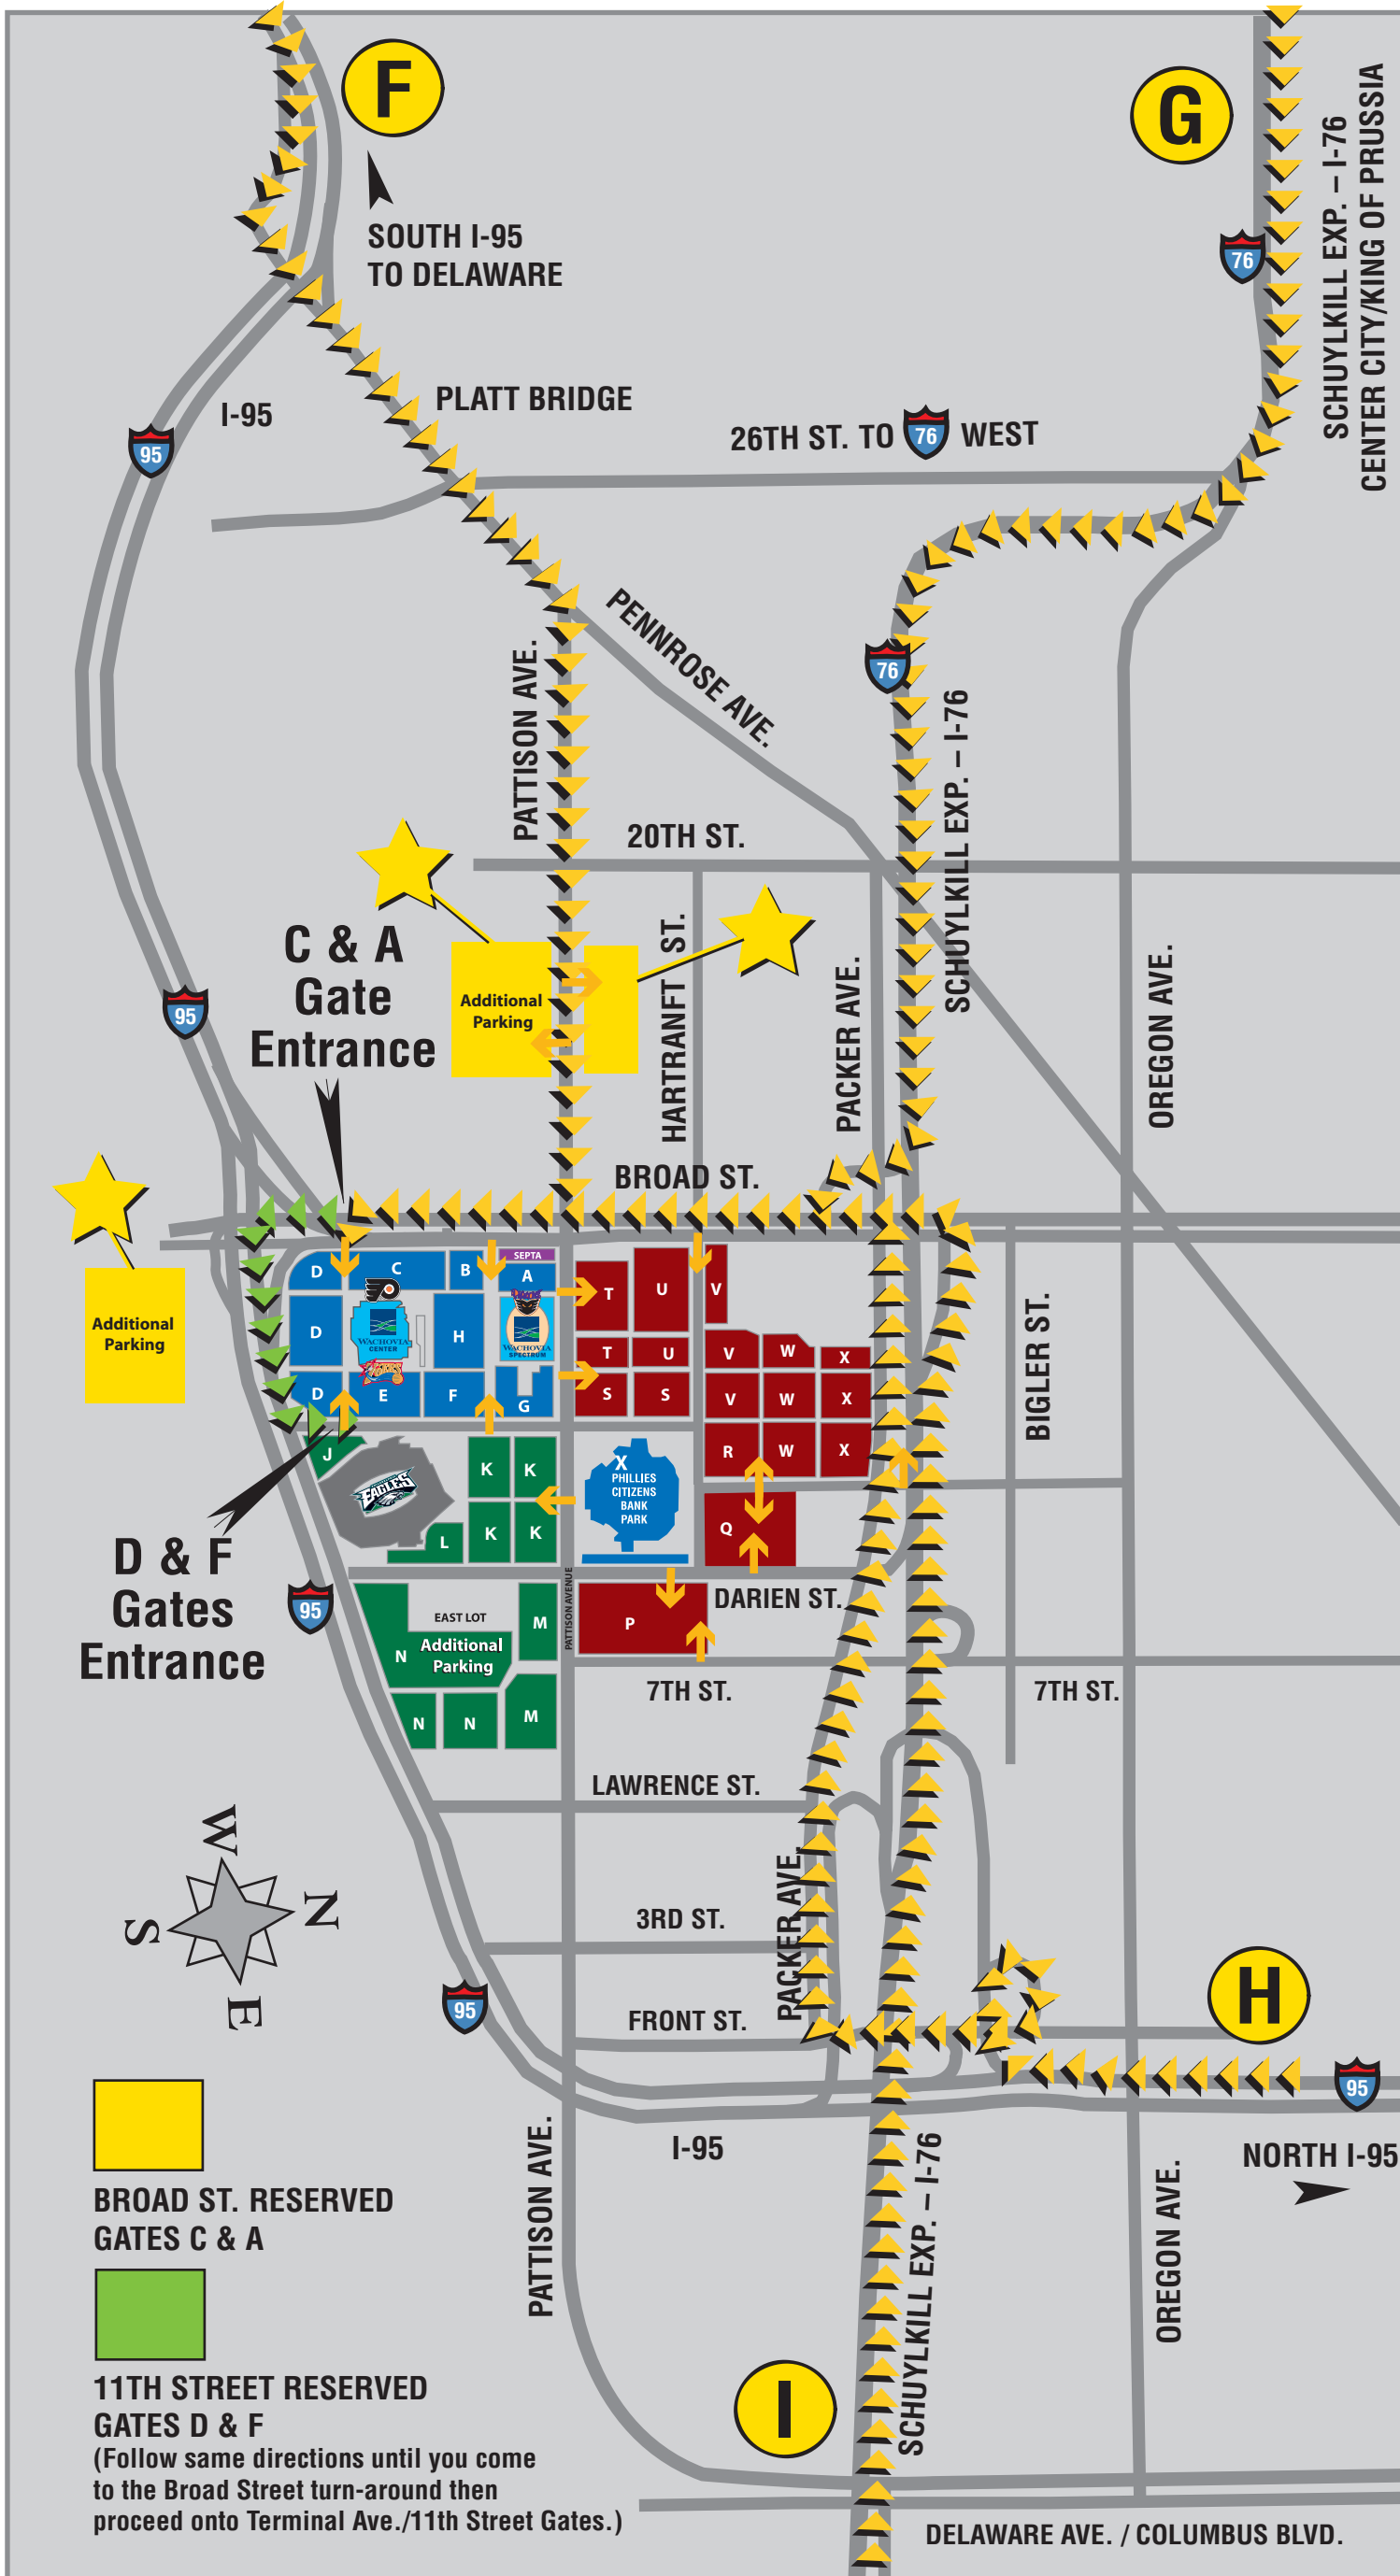 F
G
SCHUYLKILL EXP. – I-76
CENTER CITY/KING OF PRUSSIA
SOUTH I-95
TO DELAWARE
76
I-95
PLATT BRIDGE
26TH ST. TO 76 WEST
95
PENNROSE AVE.
PATTISON AVE.
76
SCHUYLKILL EXP. – I-76
20TH ST.
C & A
Gate
Entrance
95
Additional
Parking
HARTRANFT ST.
PACKER AVE.
OREGON AVE.
BROAD ST.
Additional
Parking
SEPTA
D
C
B
A
T
U
V
D
WACHOVIA
CENTER
H
WACHOVIA
SPECTRUM
T
U
V
W
X
D
E
F
G
S
S
V
W
X
BIGLER ST.
J
EAGLES
K
K
X
PHILLIES
CITIZENS
BANK
PARK
R
W
X
L
K
K
Q
D & F
Gates
Entrance
95
DARIEN ST.
PATTISON AVENUE
EAST LOT
N
Additional
Parking
M
P
7TH ST.
7TH ST.
N
N
M
LAWRENCE ST.
W
N
S
E
PACKER AVE.
3RD ST.
95
FRONT ST.
H
95
I-95
NORTH I-95
PATTISON AVE.
SCHUYLKILL EXP. – I-76
OREGON AVE.
BROAD ST. RESERVED
GATES C & A
I
11TH STREET RESERVED
GATES D & F
(Follow same directions until you come
to the Broad Street turn-around then
proceed onto Terminal Ave./11th Street Gates.)
DELAWARE AVE. / COLUMBUS BLVD.